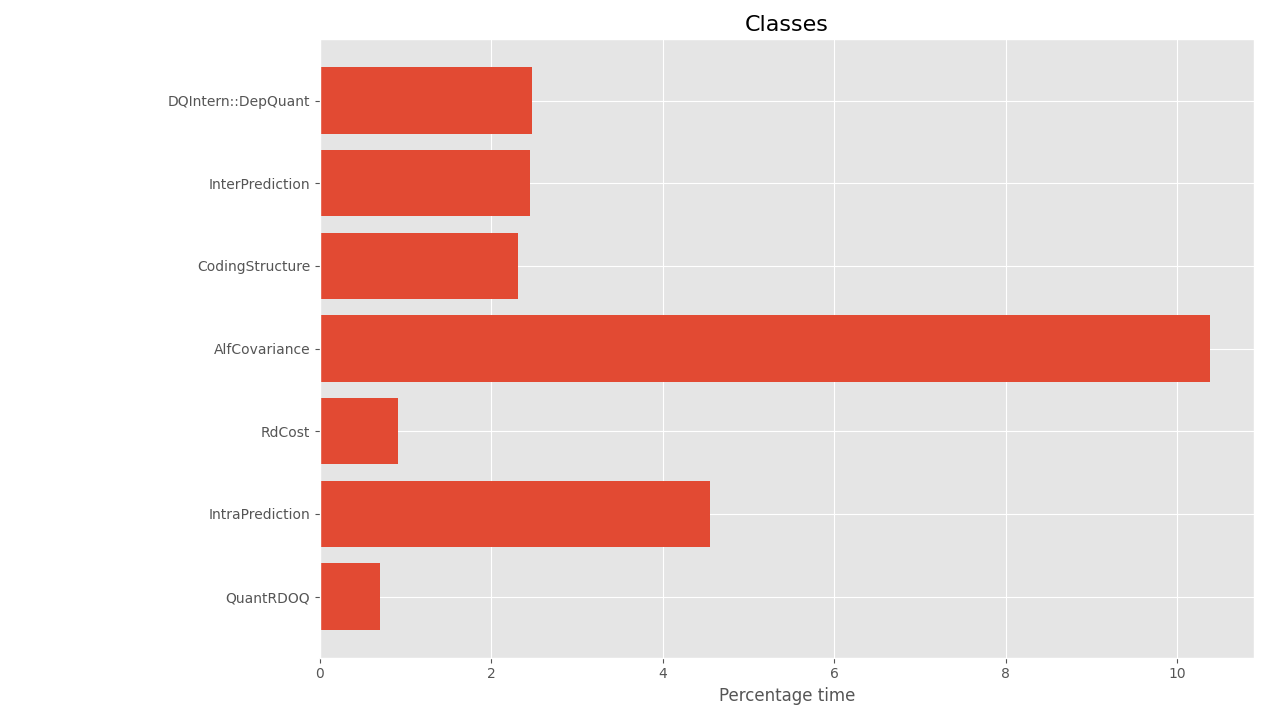 Classes
DQIntern::DepQuant
InterPrediction
CodingStructure
AlfCovariance
RdCost
IntraPrediction
QuantRDOQ
0 2 4 6 8 10
Percentage time